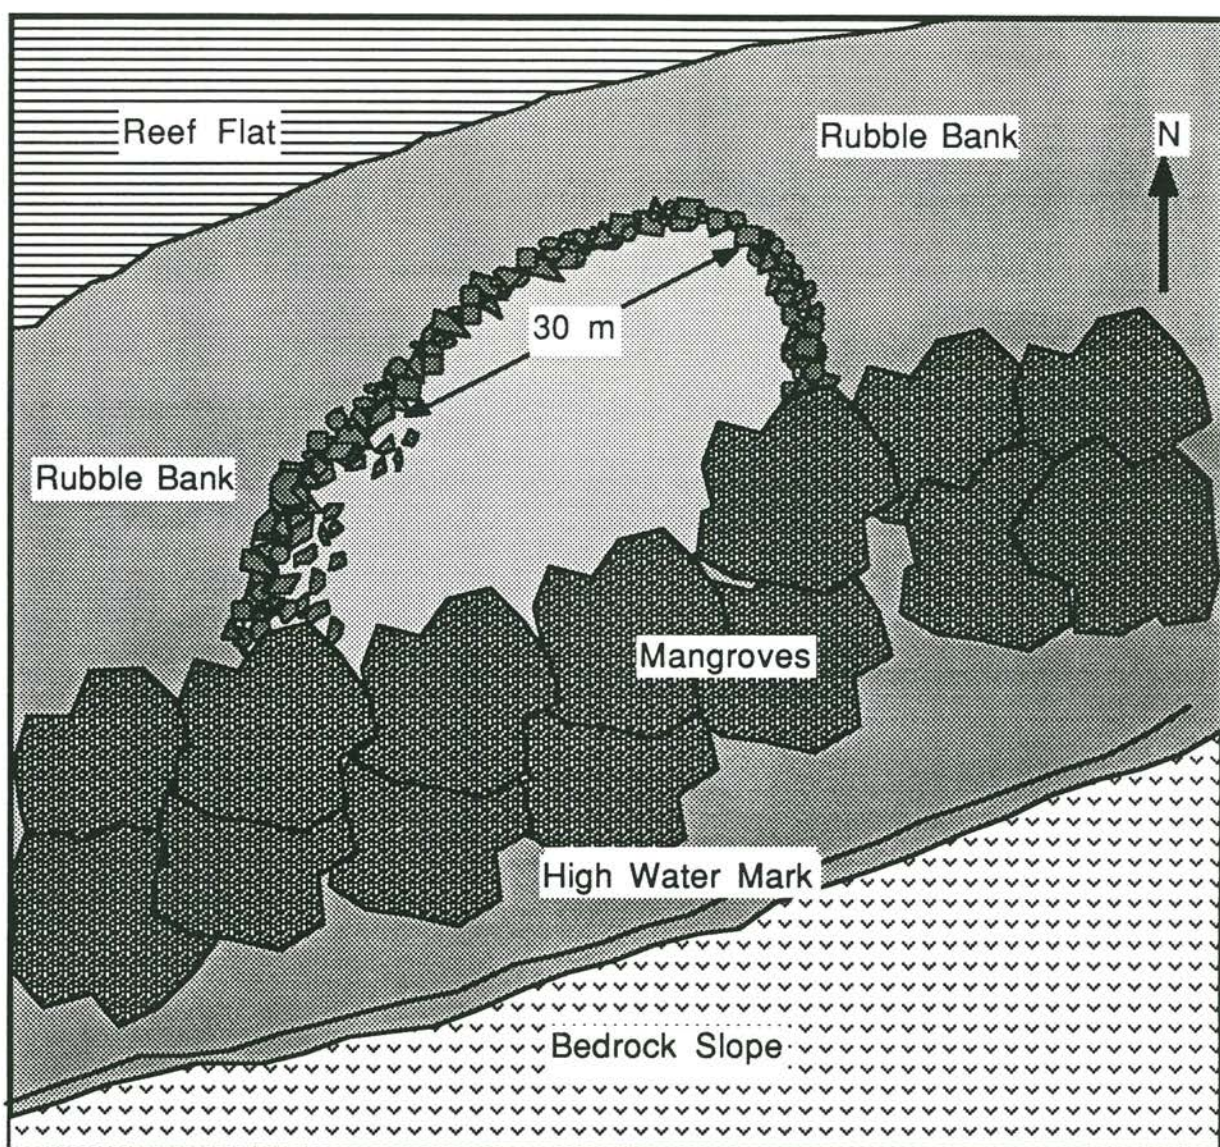 Reef Flat
Rubble Bank
N
30 m
Rubble Bank
Mangroves
High Water Mark
Bedrock Slope